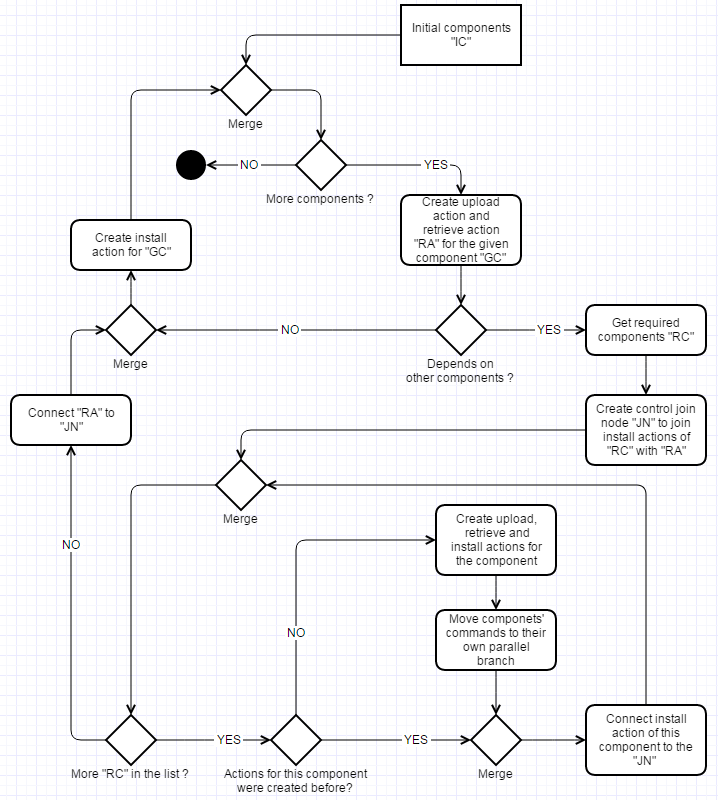 Initial components
"IC"
Merge
NO
YES
More components ?
Create upload
action and
retrieve action
"RA" for the given
component "GC"
Create install
action for "GC"
NO
YES
Get required
components "RC"
Merge
Depends on
other components ?
Connect "RA" to
"JN"
Create control join
node "JN" to join
install actions of
"RC" with "RA"
Merge
Create upload,
retrieve and
install actions for
the component
NO
NO
Move componets'
commands to their
own parallel
branch
Connect install
action of this
component to the
"JN"
YES
YES
More "RC" in the list ?
Actions for this component
were created before?
Merge